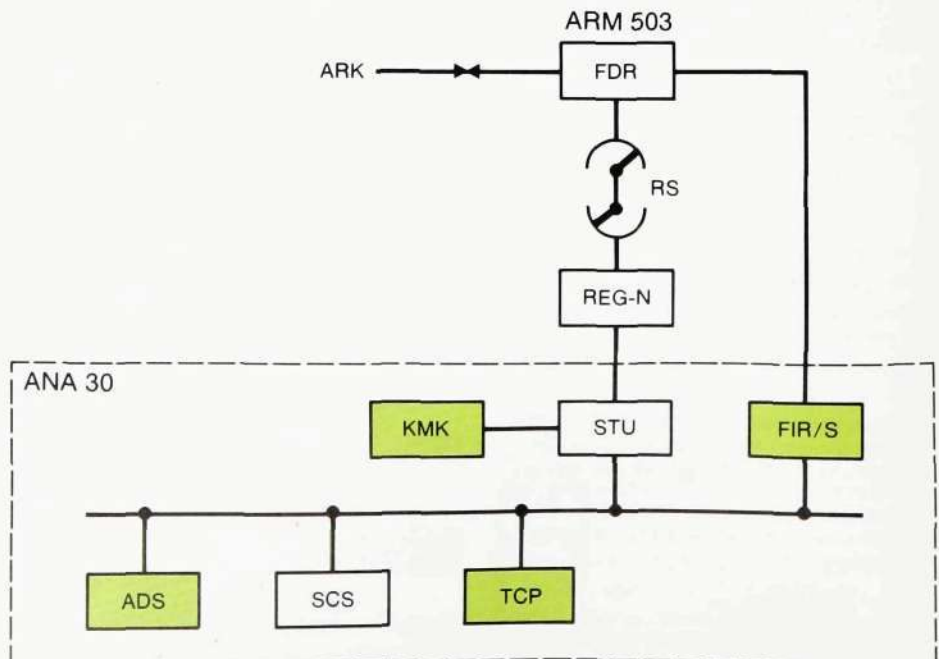 ARM 503
ARK
FDR
RS
REG-N
ANA 30
KMK
STU
FIR/S
ADS
SCS
TCP